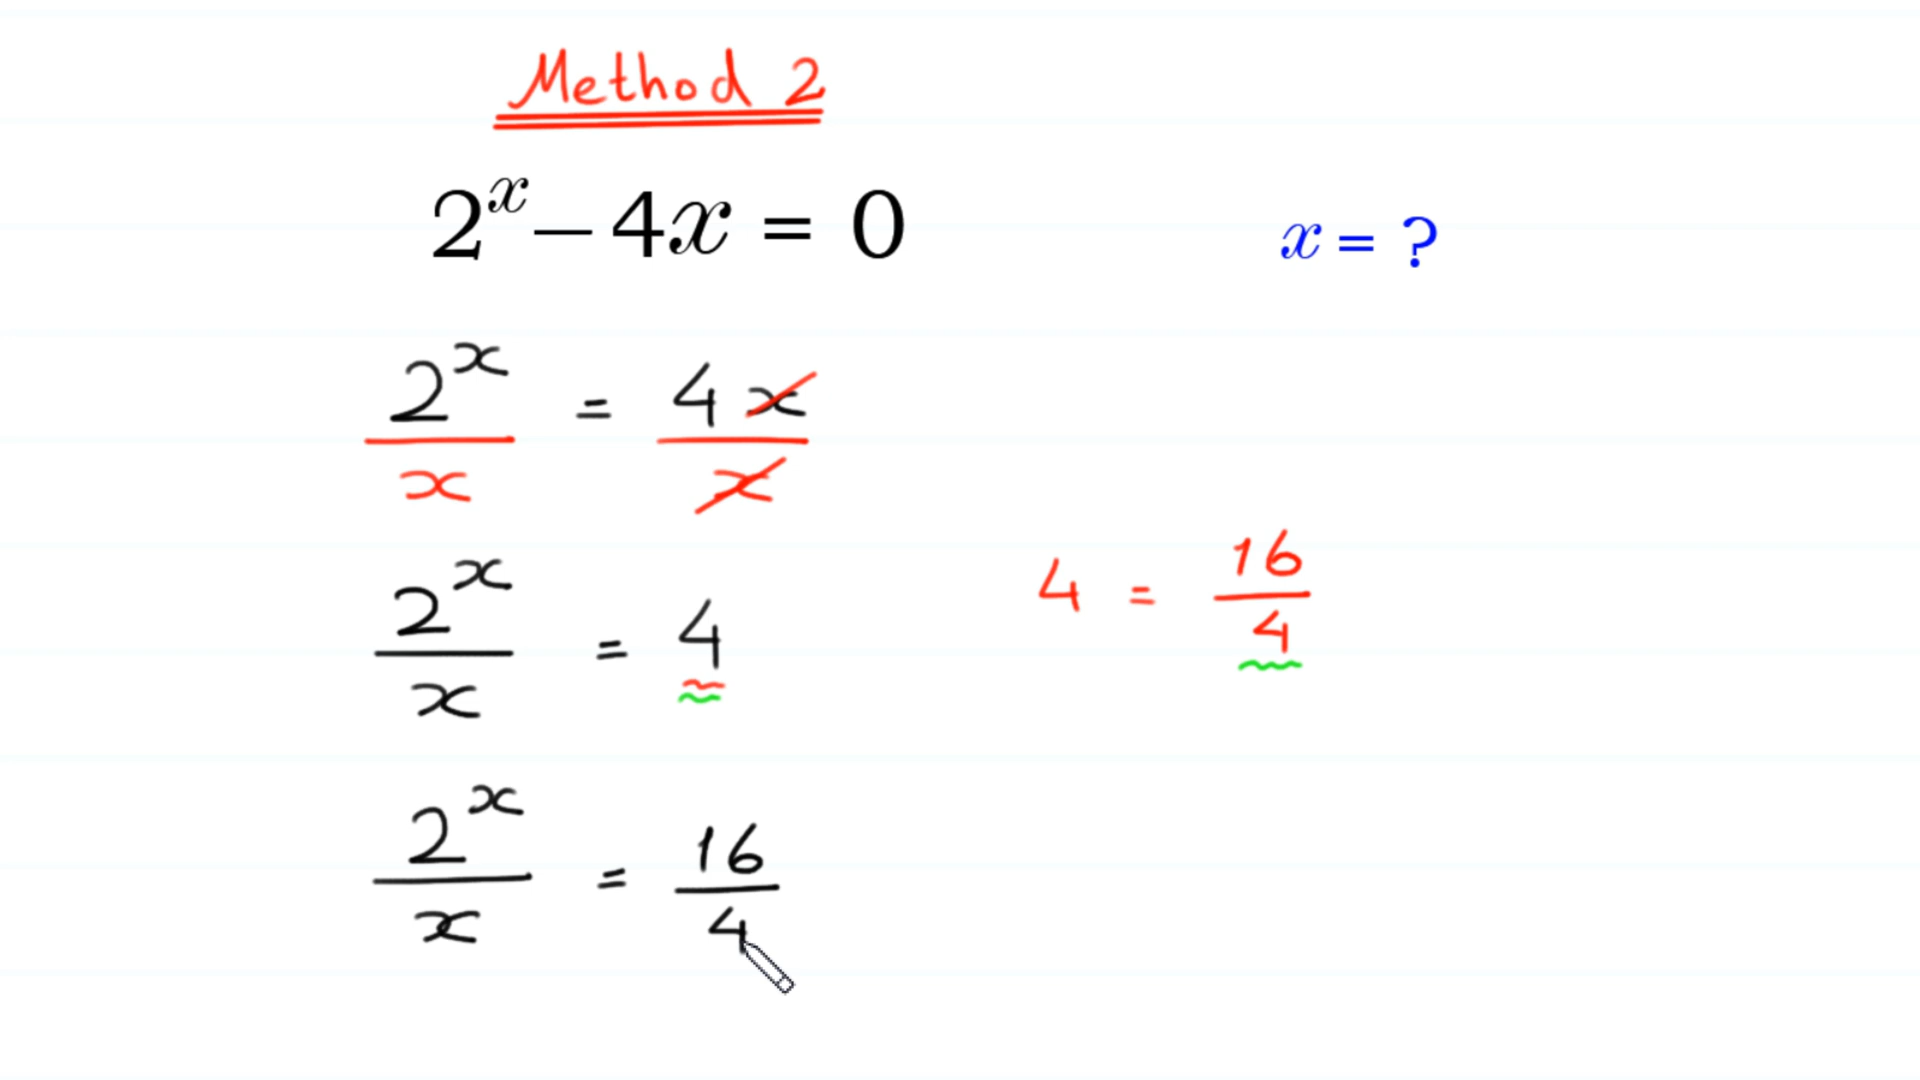 Method 2
2^x - 4x = 0
x = ?
2^x/x = 4x/x
2^x/x = 4
4 = 16/4
2^x/x = 16/4